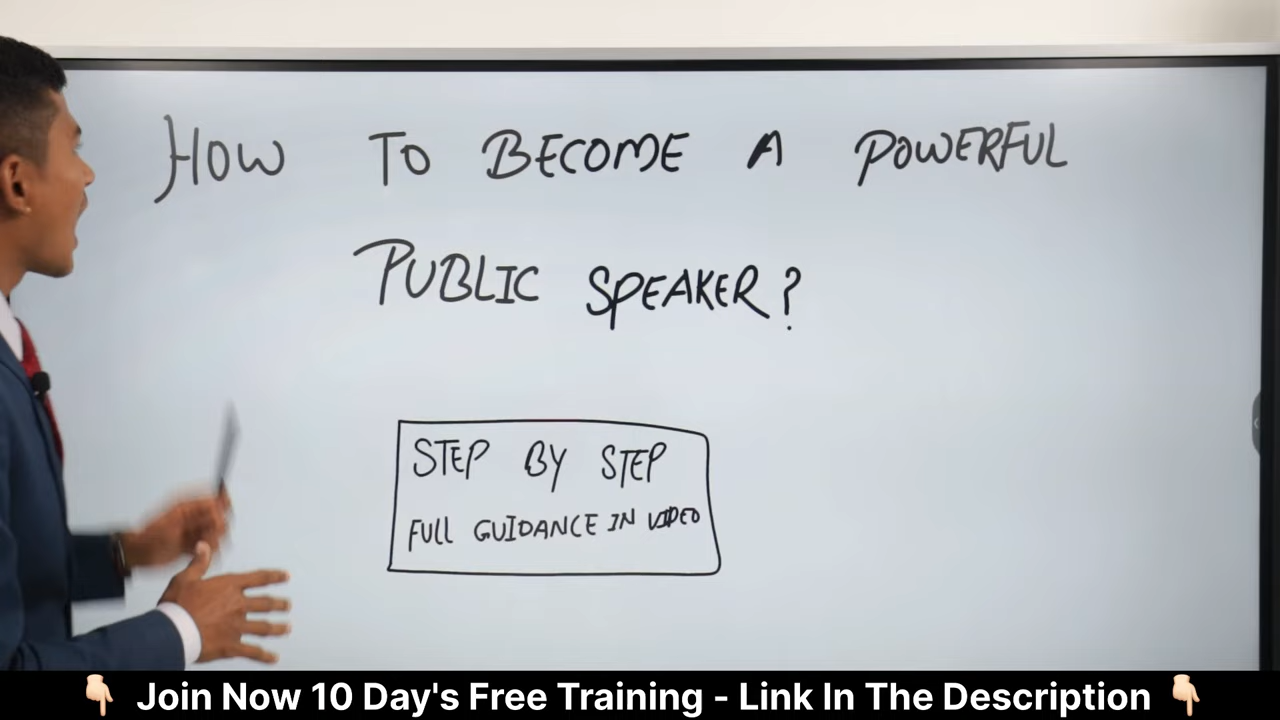 HOW TO BECOME A POWERFUL
PUBLIC SPEAKER?
STEP BY STEP
FULL GUIDANCE IN VIDEO
👇🏻 Join Now 10 Day's Free Training - Link In The Description 👇🏻